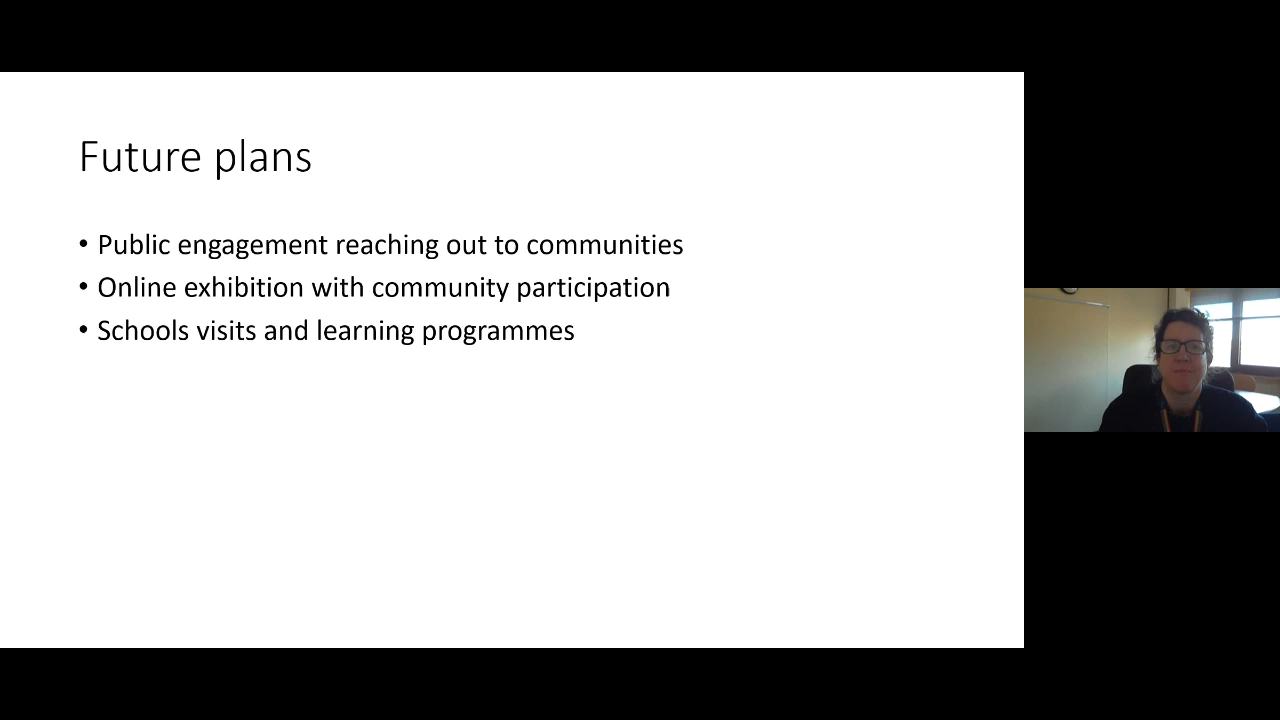 Future plans
• Public engagement reaching out to communities
• Online exhibition with community participation
• Schools visits and learning programmes